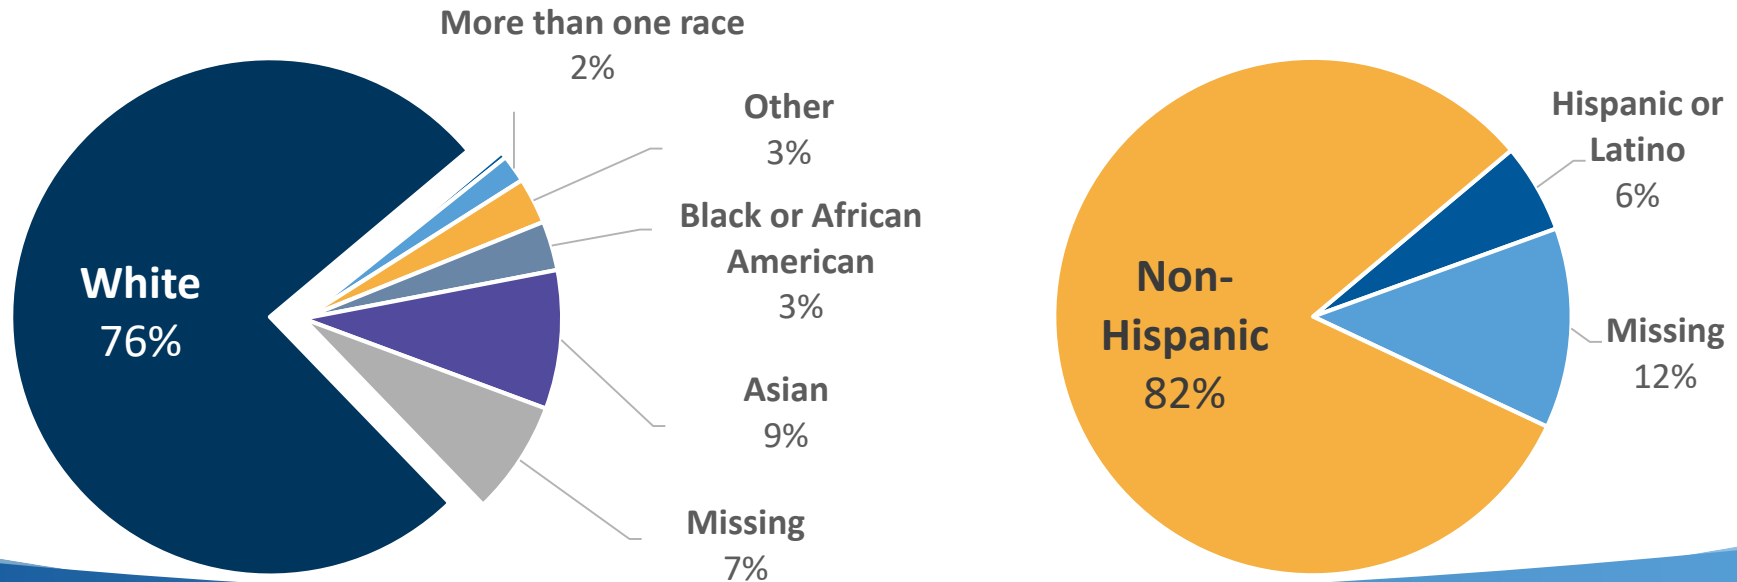 More than one race
2%
Other
3%
Black or African
American
3%
White
76%
Asian
9%
Missing
7%
Hispanic or
Latino
6%
Non-
Hispanic
82%
Missing
12%